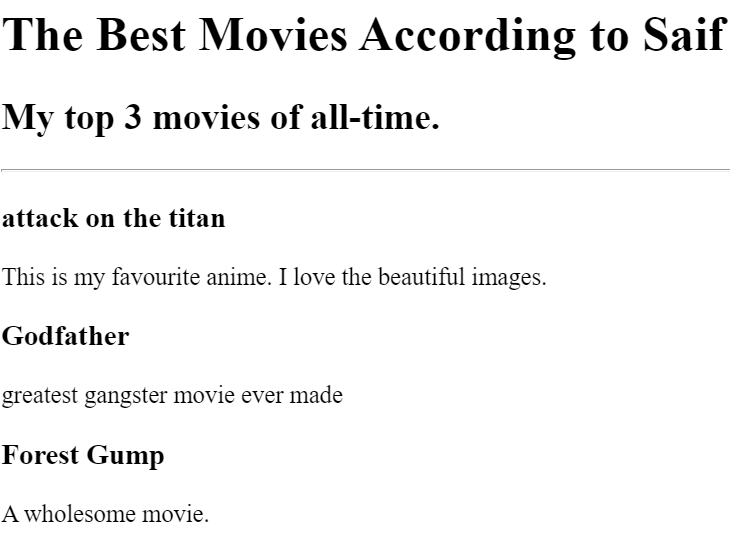 The Best Movies According to Saif
My top 3 movies of all-time.
attack on the titan
This is my favourite anime. I love the beautiful images.
Godfather
greatest gangster movie ever made
Forest Gump
A wholesome movie.